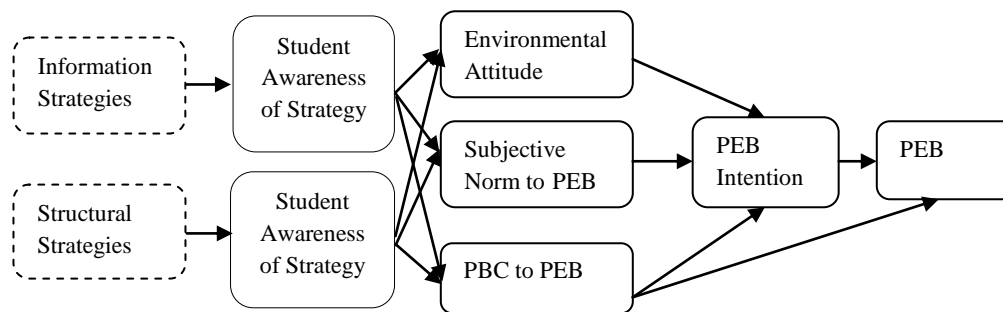 Information
Strategies
Student
Awareness
of Strategy
Environmental
Attitude
Subjective
Norm to PEB
PEB
Intention
PEB
Structural
Strategies
Student
Awareness
of Strategy
PBC to PEB